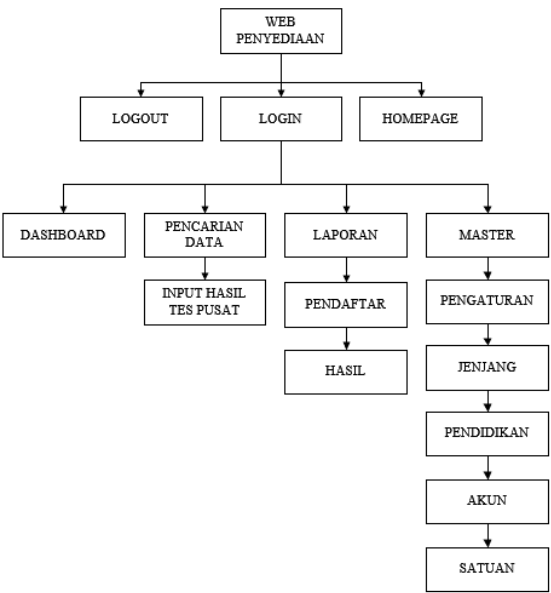 WEB
PENYEDIAAN
LOGOUT
LOGIN
HOMEPAGE
DASHBOARD
PENCARIAN
DATA
LAPORAN
MASTER
INPUT HASIL
TES PUSAT
PENDAFTAR
PENGATURAN
HASIL
JENJANG
PENDIDIKAN
AKUN
SATUAN